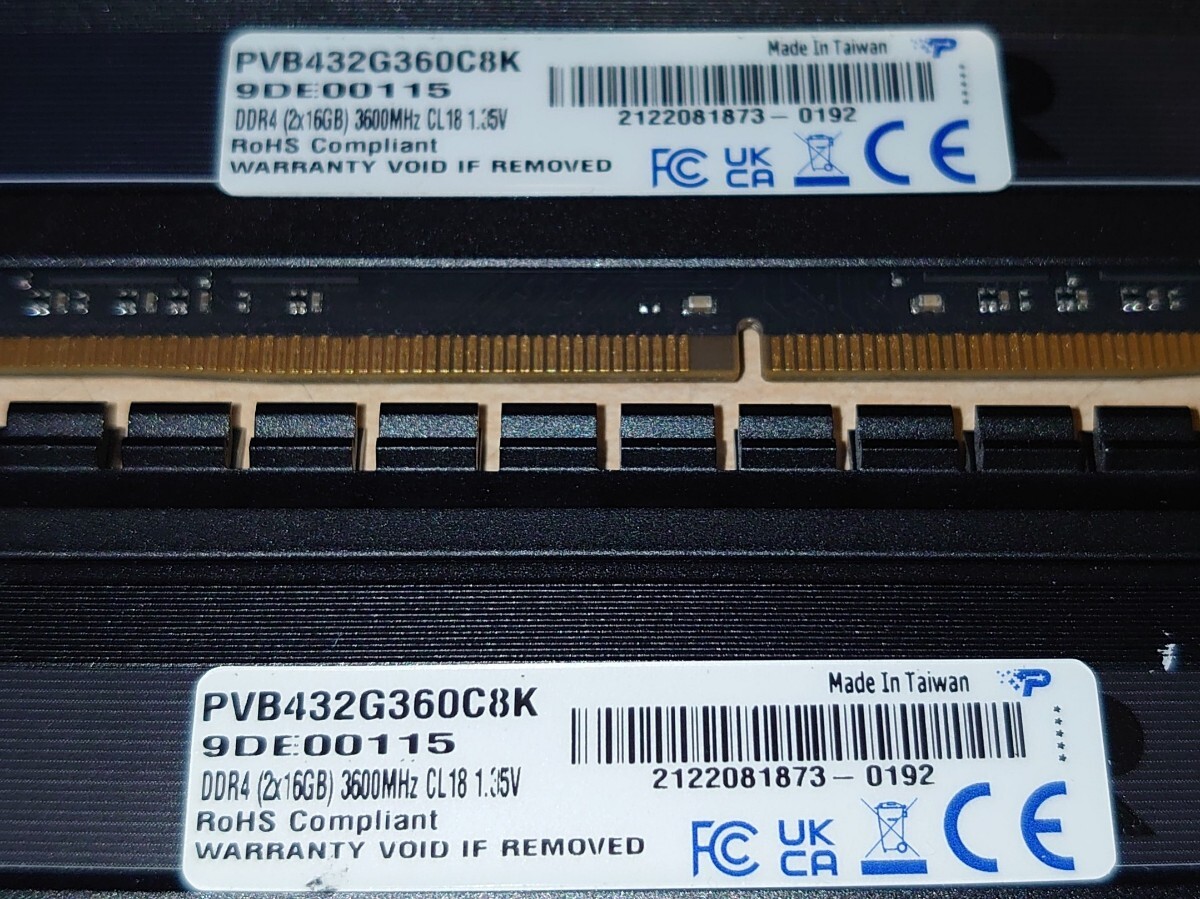 PVB432G360C8K
Made In Taiwan
9DE00115
2122081873-0192
DDR4 (2x16GB) 3600MHz CL18 1.35V
RoHS Compliant
WARRANTY VOID IF REMOVED
FC UK CA CE
PVB432G360C8K
Made In Taiwan
9DE00115
2122081873-0192
DDR4 (2x16GB) 3600MHz CL18 1.35V
RoHS Compliant
WARRANTY VOID IF REMOVED
FC UK CA CE